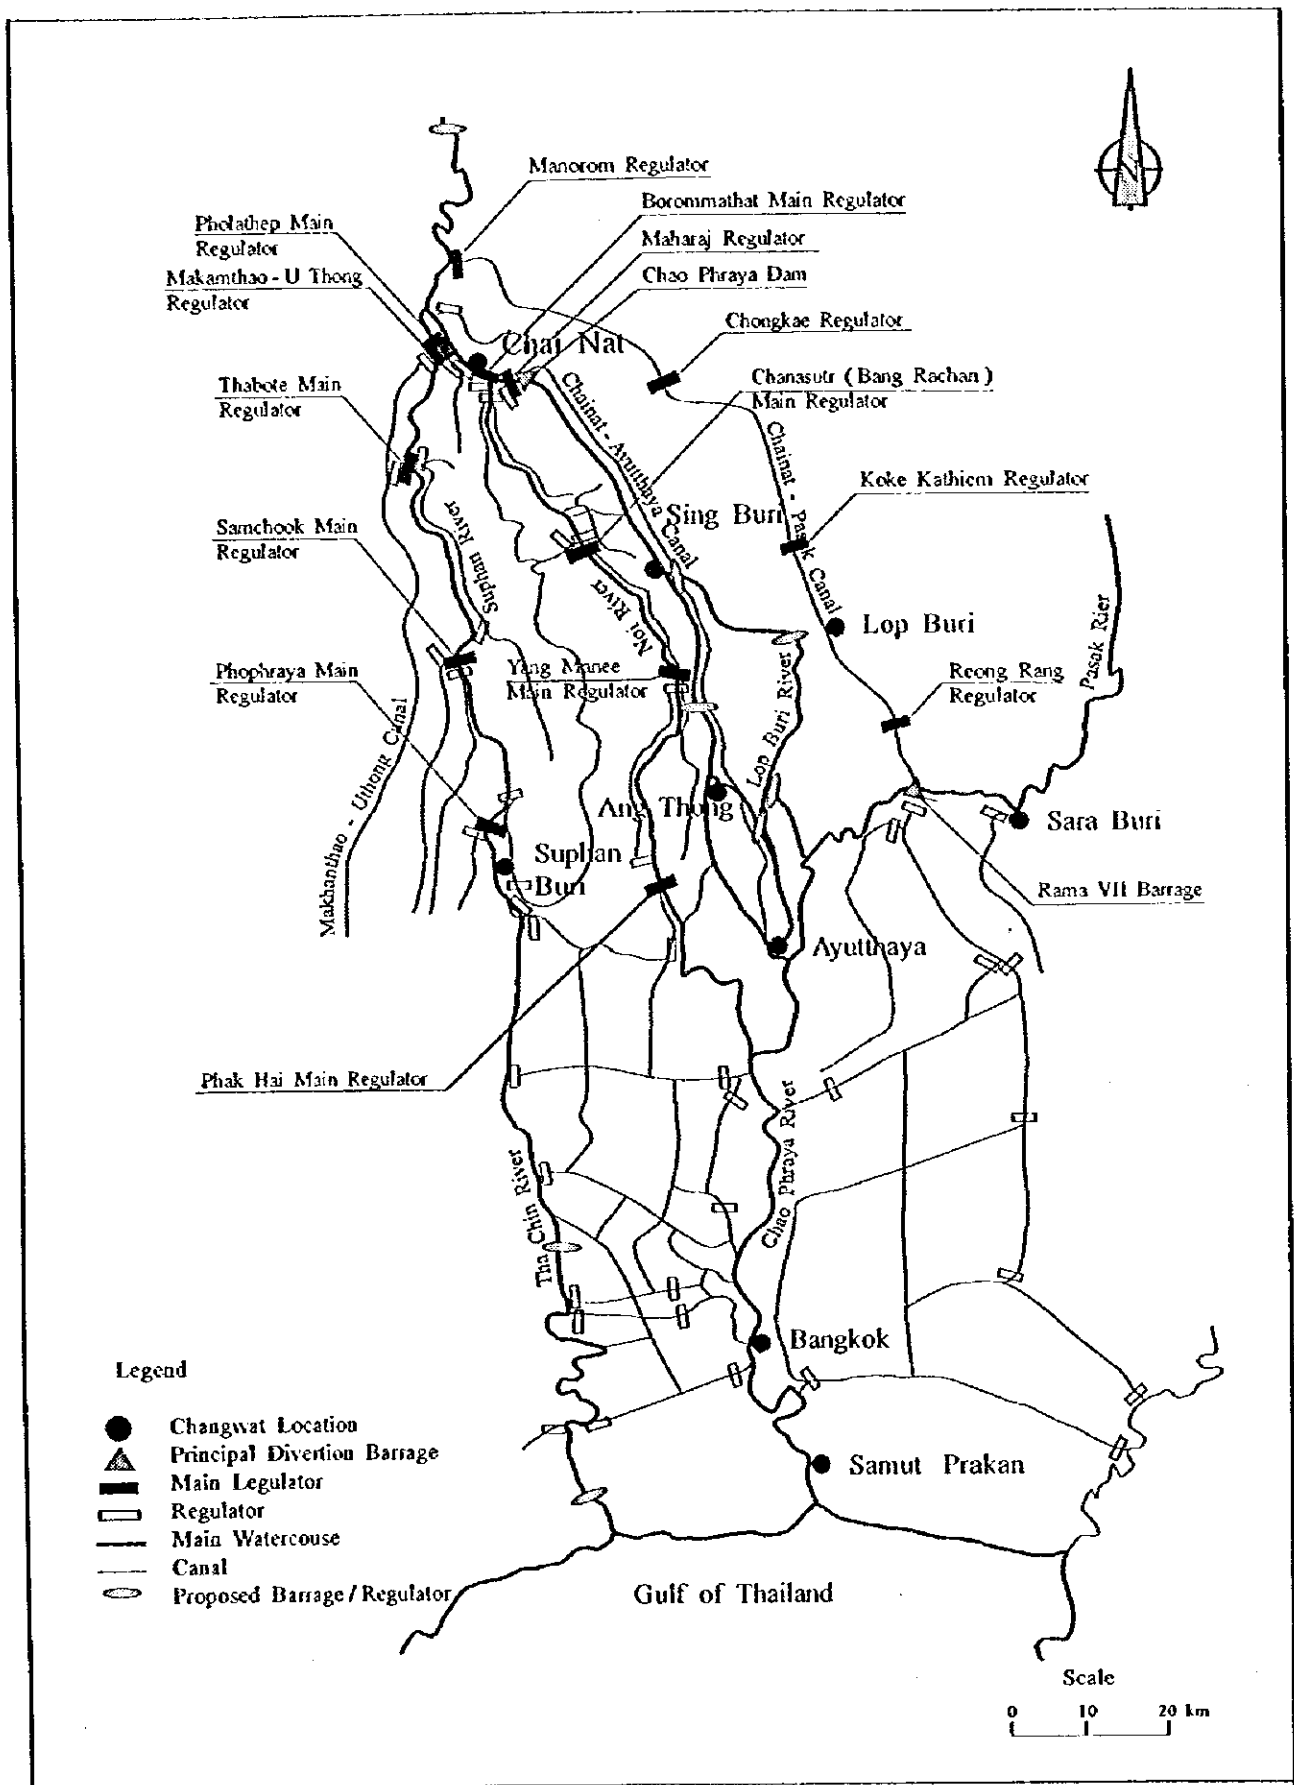 Manorom Regulator
Borommathat Main Regulator
Pholathep Main
Regulator
Maharaj Regulator
Makamthao - U Thong
Regulator
Chao Phraya Dam
Chongkae Regulator
Chai Nat
Chanasutr (Bang Rachan)
Main Regulator
Thabote Main
Regulator
Chainat - Ayutthaya Canal
Chainat - Pasak Canal
Koke Kathiem Regulator
Sing Buri
Samchook Main
Regulator
Suphan River
Noi River
Lop Buri
Pasak Rier
Phophraya Main
Regulator
Yang Manee
Main Regulator
Reong Rang
Regulator
Lop Buri River
Makhanthao - Uthong Canal
Ang Thong
Sara Buri
Suphan
Buri
Rama VII Barrage
Ayutthaya
Phak Hai Main Regulator
Chao Phraya River
Tha Chin River
Bangkok
Legend
Changwat Location
Principal Divertion Barrage
Main Legulator
Regulator
Main Watercouse
Canal
Proposed Barrage / Regulator
Samut Prakan
Gulf of Thailand
Scale
0 10 20 km